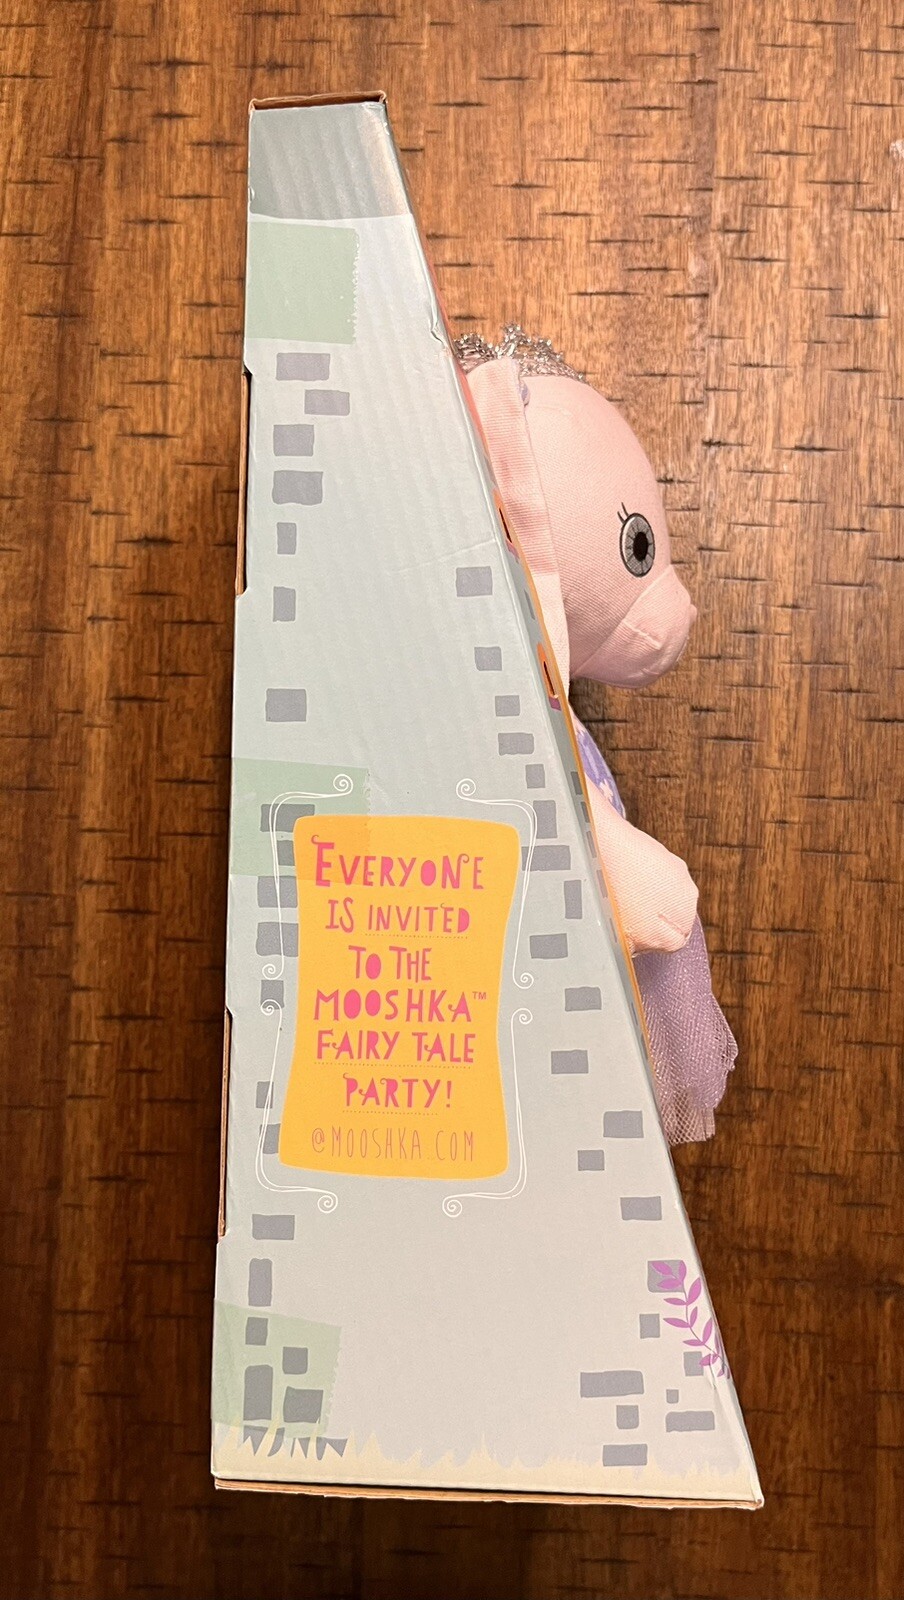 EVERYONE
IS INVITED
TO THE
MOOSHKA™
FAIRY TALE
PARTY!
@MOOSHKA.COM